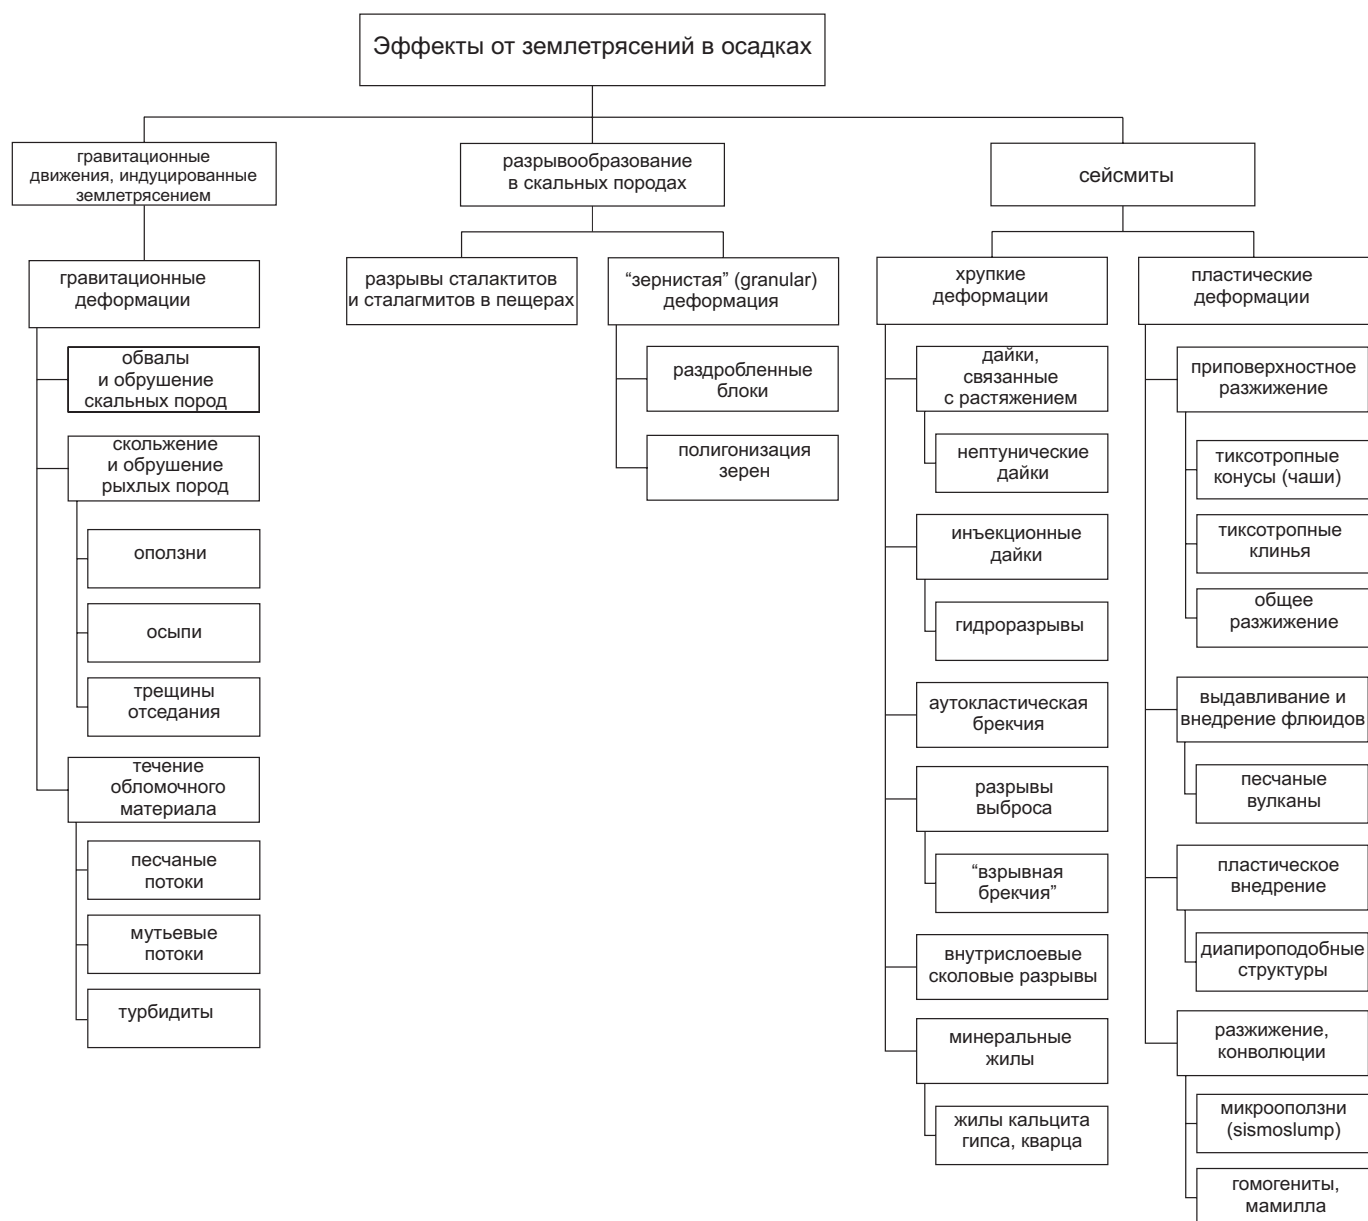 Эффекты от землетрясений в осадках
гравитационные
движения, индуцированные
землетрясением
гравитационные
деформации
обвалы
и обрушение
скальных пород
скольжение
и обрушение
рыхлых пород
оползни
осыпи
трещины
отседания
течение
обломочного
материала
песчаные
потоки
мутьевые
потоки
турбидиты
разрывообразование
в скальных породах
разрывы сталактитов
и сталагмитов в пещерах
“зернистая” (granular)
деформация
раздробленные
блоки
полигонизация
зерен
сейсмиты
хрупкие
деформации
дайки,
связанные
с растяжением
нептунические
дайки
инъекционные
дайки
гидроразрывы
аутокластическая
брекчия
разрывы
выброса
“взрывная
брекчия”
внутрислоевые
сколовые разрывы
минеральные
жилы
жилы кальцита
гипса, кварца
пластические
деформации
приповерхностное
разжижение
тиксотропные
конусы (чаши)
тиксотропные
клинья
общее
разжижение
выдавливание и
внедрение флюидов
песчаные
вулканы
пластическое
внедрение
диапироподобные
структуры
разжижение,
конволюции
микрооползни
(sismoslump)
гомогениты,
мамилла